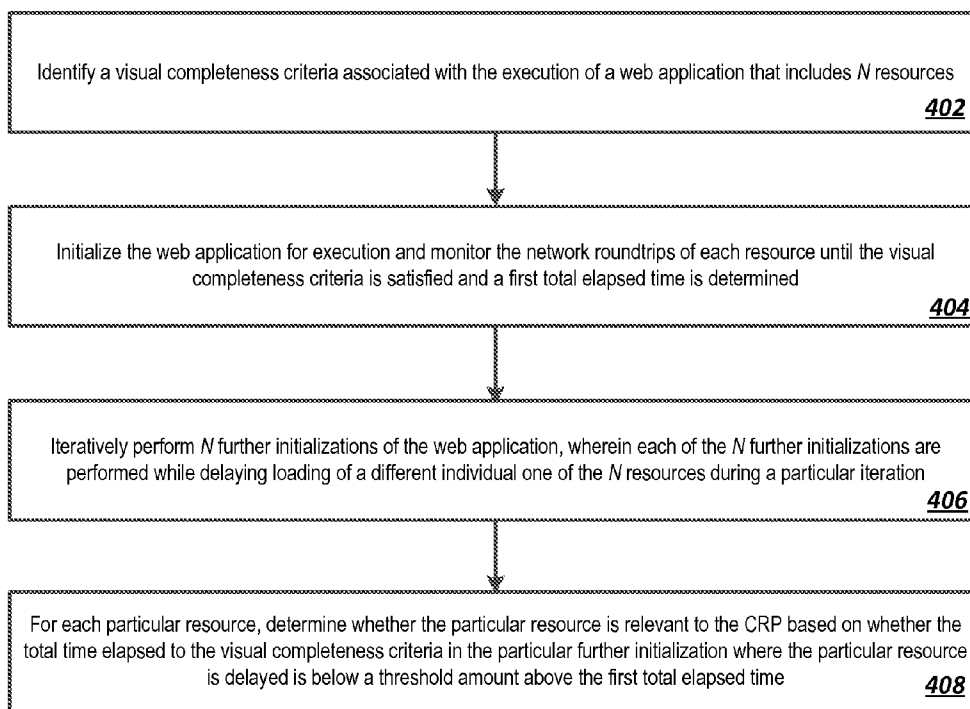 Identify a visual completeness criteria associated with the execution of a web application that includes N resources
402
Initialize the web application for execution and monitor the network roundtrips of each resource until the visual
completeness criteria is satisfied and a first total elapsed time is determined
404
Iteratively perform N further initializations of the web application, wherein each of the N further initializations are
performed while delaying loading of a different individual one of the N resources during a particular iteration
406
For each particular resource, determine whether the particular resource is relevant to the CRP based on whether the
total time elapsed to the visual completeness criteria in the particular further initialization where the particular resource
is delayed is below a threshold amount above the first total elapsed time
408